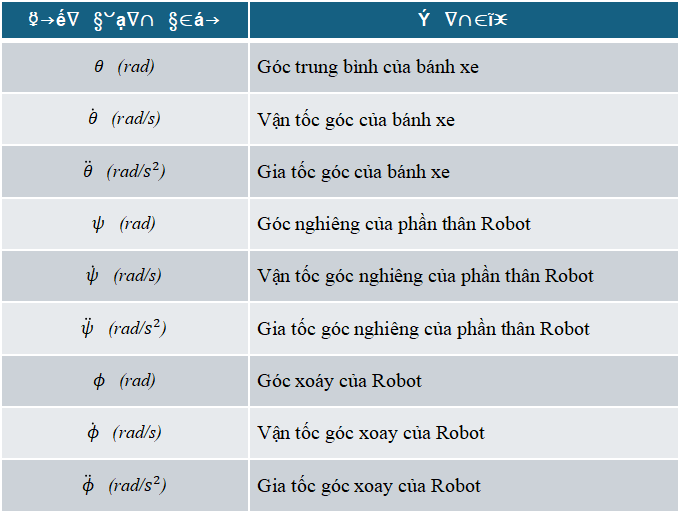 θ (rad) Góc trung bình của bánh xe
θ̇ (rad/s) Vận tốc góc của bánh xe
θ̈ (rad/s²) Gia tốc góc của bánh xe
ψ (rad) Góc nghiêng của phần thân Robot
ψ̇ (rad/s) Vận tốc góc nghiêng của phần thân Robot
ψ̈ (rad/s²) Gia tốc góc nghiêng của phần thân Robot
ϕ (rad) Góc xoáy của Robot
ϕ̇ (rad/s) Vận tốc góc xoay của Robot
ϕ̈ (rad/s²) Gia tốc góc xoay của Robot